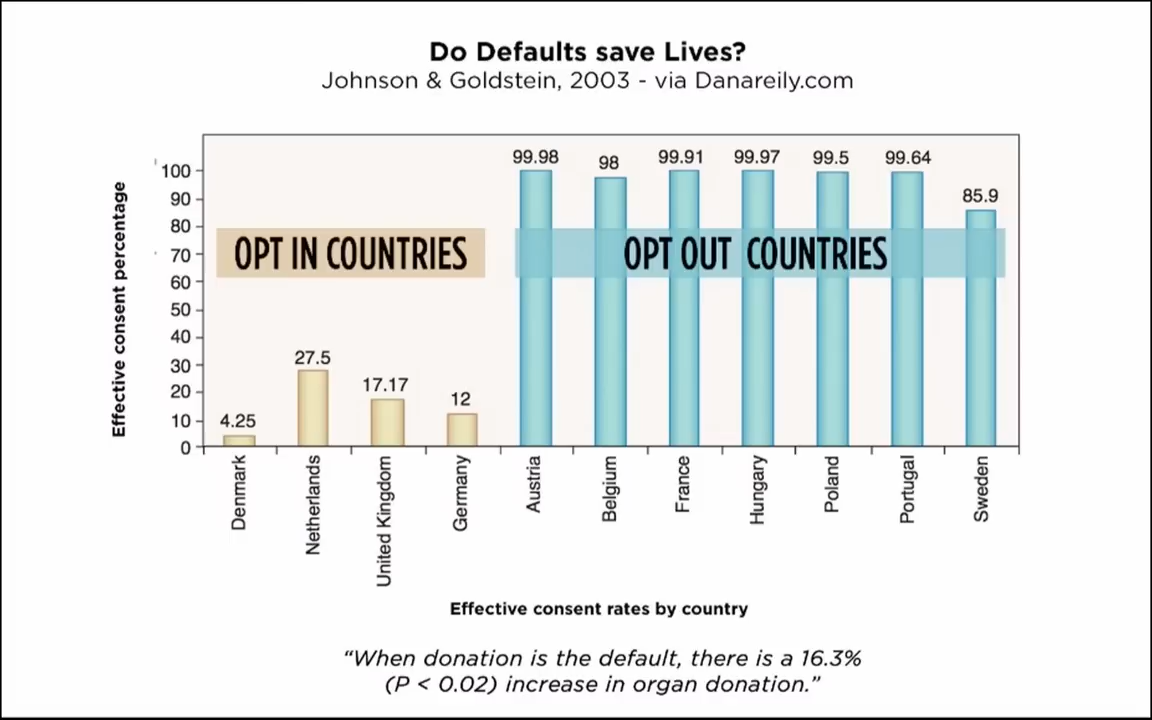 Do Defaults save Lives?
Johnson & Goldstein, 2003 - via Danareily.com
Effective consent percentage
100
90
80
70
60
50
40
30
20
10
0
OPT IN COUNTRIES
OPT OUT COUNTRIES
4.25
27.5
17.17
12
99.98
98
99.91
99.97
99.5
99.64
85.9
Denmark
Netherlands
United Kingdom
Germany
Austria
Belgium
France
Hungary
Poland
Portugal
Sweden
Effective consent rates by country
“When donation is the default, there is a 16.3%
(P < 0.02) increase in organ donation.”